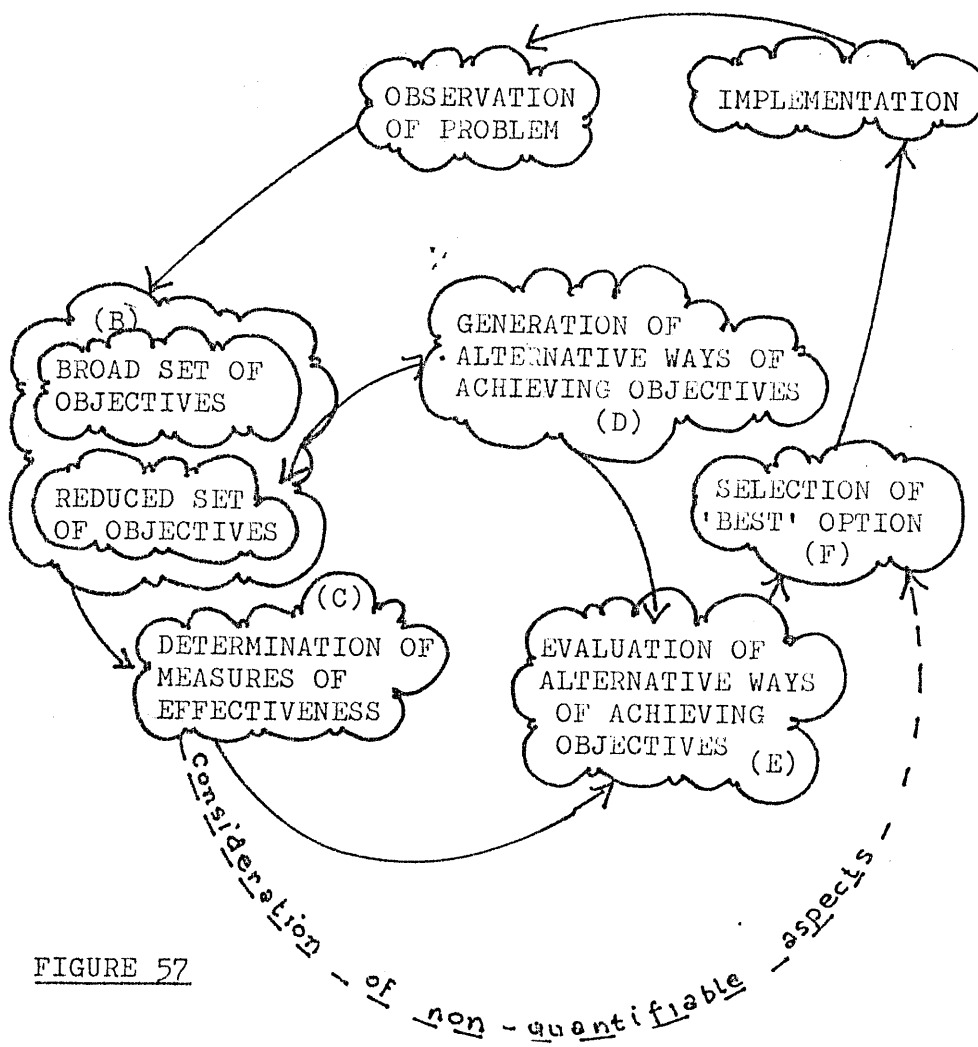 OBSERVATION
OF PROBLEM
IMPLEMENTATION
(B)
BROAD SET OF
OBJECTIVES
REDUCED SET
OF OBJECTIVES
GENERATION OF
ALTERNATIVE WAYS OF
ACHIEVING OBJECTIVES
(D)
SELECTION OF
'BEST' OPTION
(F)
(C)
DETERMINATION OF
MEASURES OF
EFFECTIVENESS
EVALUATION OF
ALTERNATIVE WAYS
OF ACHIEVING
OBJECTIVES (E)
consideration of non-quantifiable aspects
FIGURE 57